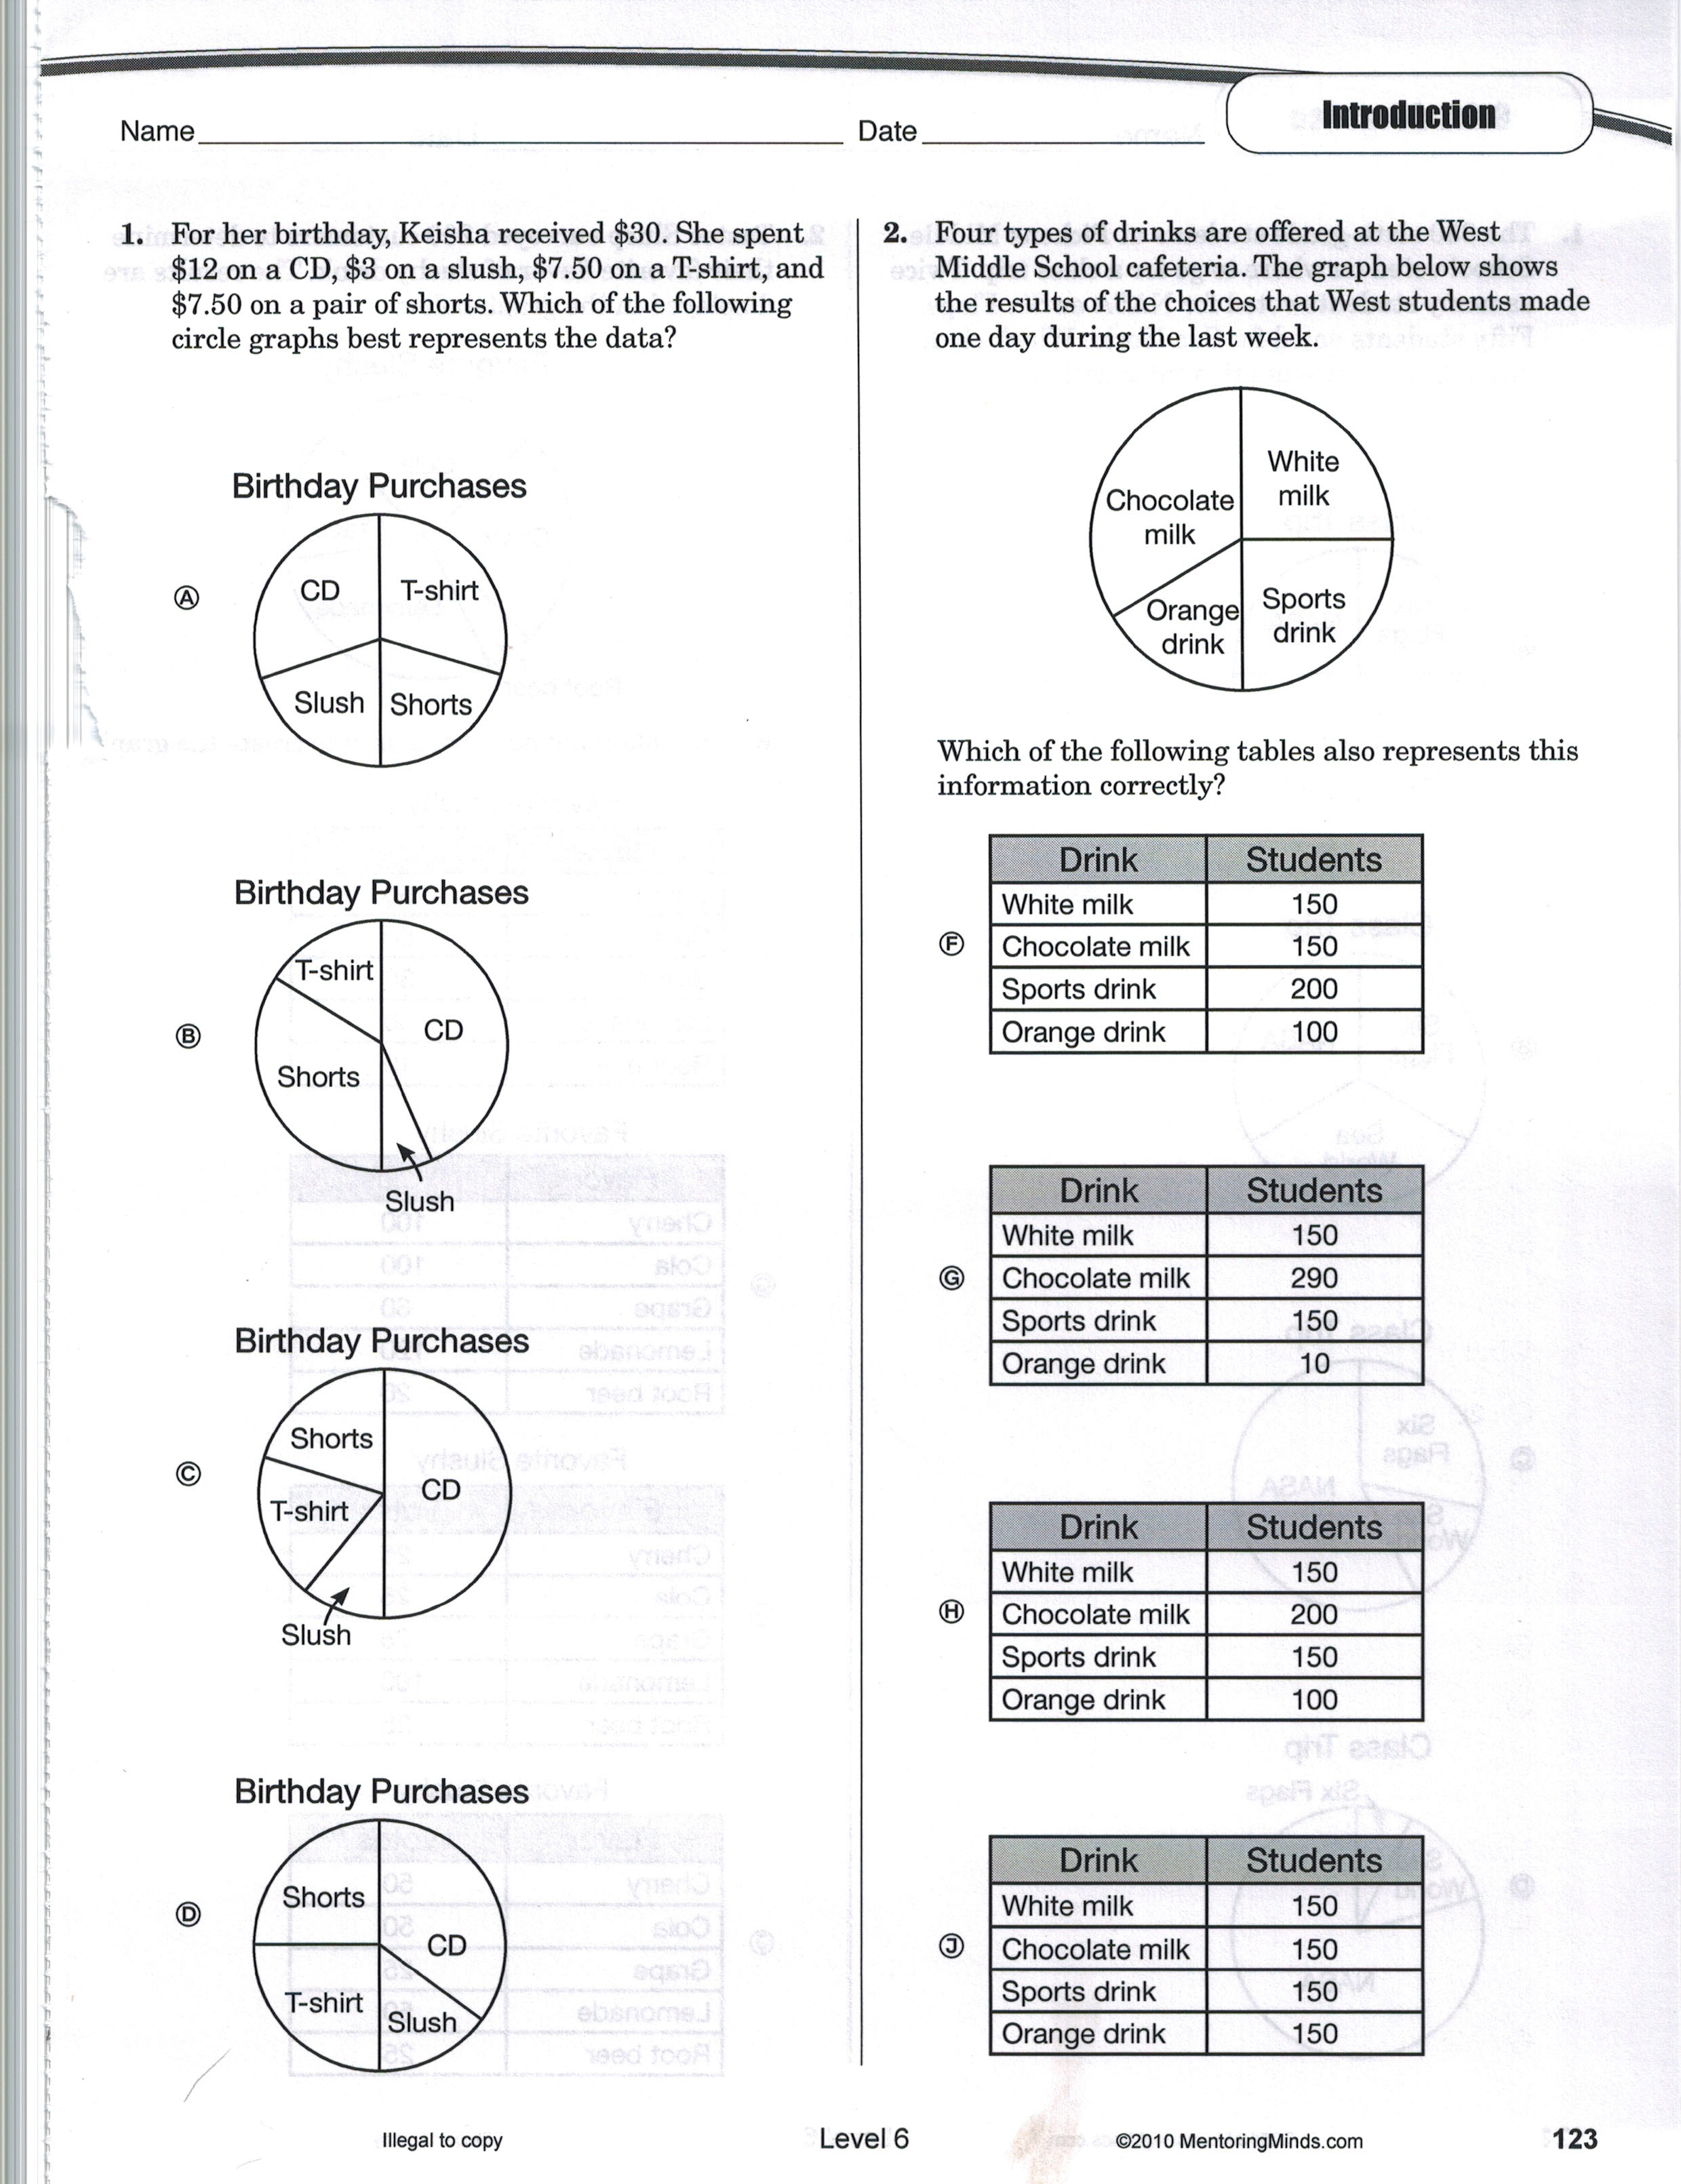 Introduction
Name Date
1. For her birthday, Keisha received $30. She spent
$12 on a CD, $3 on a slush, $7.50 on a T-shirt, and
$7.50 on a pair of shorts. Which of the following
circle graphs best represents the data?
Birthday Purchases
A
CD
T-shirt
Slush
Shorts
Birthday Purchases
B
T-shirt
CD
Shorts
Slush
Birthday Purchases
C
Shorts
CD
T-shirt
Slush
Birthday Purchases
D
Shorts
CD
T-shirt
Slush
2. Four types of drinks are offered at the West
Middle School cafeteria. The graph below shows
the results of the choices that West students made
one day during the last week.
White
milk
Chocolate
milk
Sports
drink
Orange
drink
Which of the following tables also represents this
information correctly?
F
Drink Students
White milk 150
Chocolate milk 150
Sports drink 200
Orange drink 100
G
Drink Students
White milk 150
Chocolate milk 290
Sports drink 150
Orange drink 10
H
Drink Students
White milk 150
Chocolate milk 200
Sports drink 150
Orange drink 100
J
Drink Students
White milk 150
Chocolate milk 150
Sports drink 150
Orange drink 150
Illegal to copy Level 6 ©2010 MentoringMinds.com 123